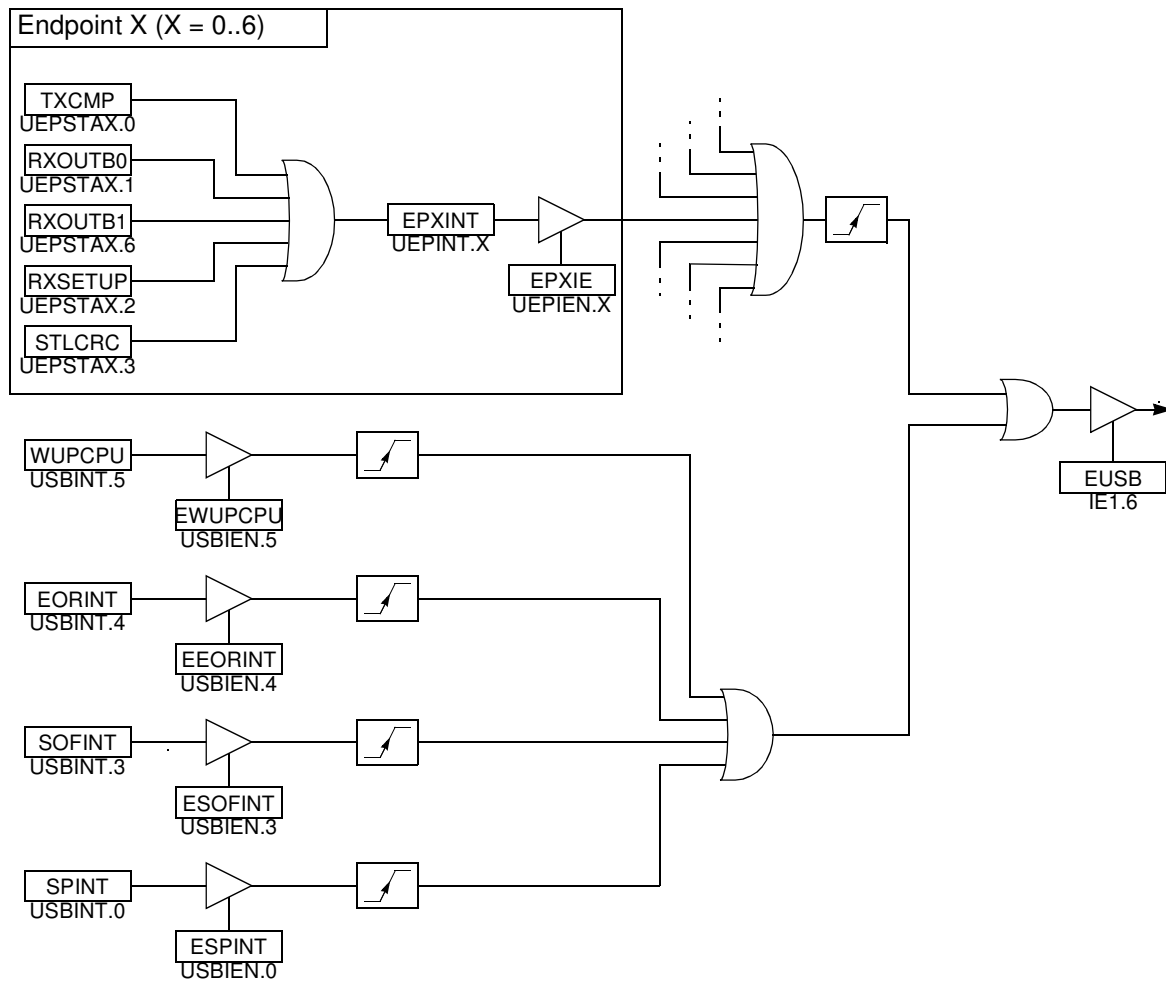 Endpoint X (X = 0..6)
TXCMP
UEPSTAX.0
RXOUTB0
UEPSTAX.1
RXOUTB1
UEPSTAX.6
RXSETUP
UEPSTAX.2
STLCRC
UEPSTAX.3
EPXINT
UEPINT.X
EPXIE
UEPIEN.X
WUPCPU
USBINT.5
EWUPCPU
USBIEN.5
EUSB
IE1.6
EORINT
USBINT.4
EEORINT
USBIEN.4
SOFINT
USBINT.3
ESOFINT
USBIEN.3
SPINT
USBINT.0
ESPINT
USBIEN.0